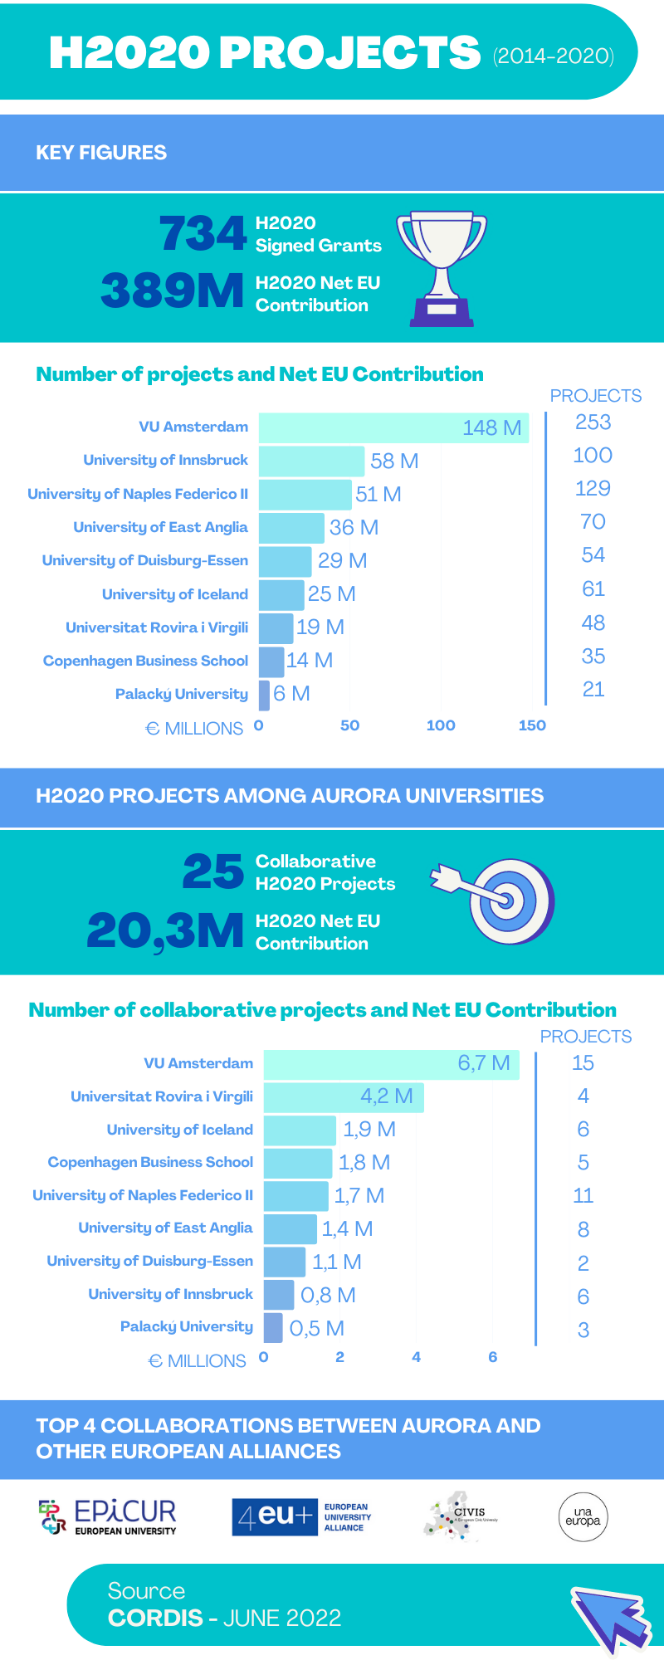 H2020 PROJECTS (2014-2020)
KEY FIGURES
734 H2020
Signed Grants
389M H2020 Net EU
Contribution
Number of projects and Net EU Contribution
PROJECTS
VU Amsterdam 148 M 253
University of Innsbruck 58 M 100
University of Naples Federico II 51 M 129
University of East Anglia 36 M 70
University of Duisburg-Essen 29 M 54
University of Iceland 25 M 61
Universitat Rovira i Virgili 19 M 48
Copenhagen Business School 14 M 35
Palacký University 6 M 21
€ MILLIONS 0 50 100 150
H2020 PROJECTS AMONG AURORA UNIVERSITIES
25 Collaborative
H2020 Projects
20,3M H2020 Net EU
Contribution
Number of collaborative projects and Net EU Contribution
PROJECTS
VU Amsterdam 6,7 M 15
Universitat Rovira i Virgili 4,2 M 4
University of Iceland 1,9 M 6
Copenhagen Business School 1,8 M 5
University of Naples Federico II 1,7 M 11
University of East Anglia 1,4 M 8
University of Duisburg-Essen 1,1 M 2
University of Innsbruck 0,8 M 6
Palacký University 0,5 M 3
€ MILLIONS 0 2 4 6
TOP 4 COLLABORATIONS BETWEEN AURORA AND
OTHER EUROPEAN ALLIANCES
EPiCUR
EUROPEAN UNIVERSITY
4eu+ EUROPEAN
UNIVERSITY
ALLIANCE
CIVIS
A European Civic University
una
europa
Source
CORDIS - JUNE 2022